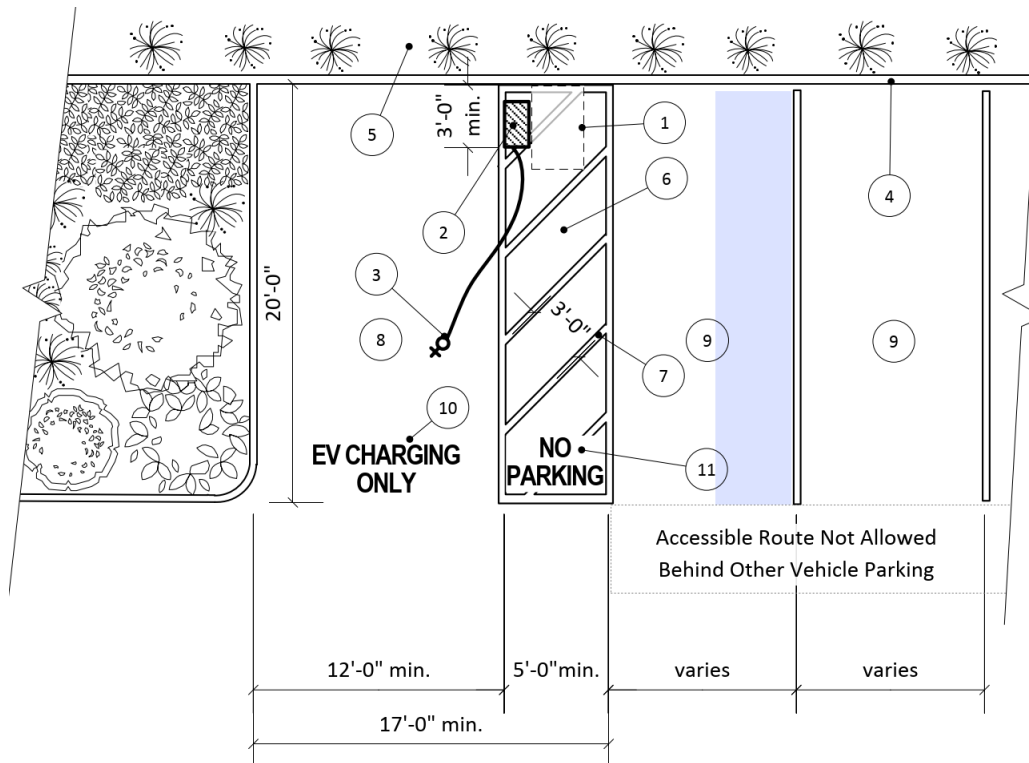 5
3'-0"
min.
1
6
4
2
20'-0"
3
3'-0"
8
9
9
7
10
EV CHARGING
ONLY
NO
PARKING
11
Accessible Route Not Allowed
Behind Other Vehicle Parking
12'-0" min.
5'-0"min.
varies
varies
17'-0" min.